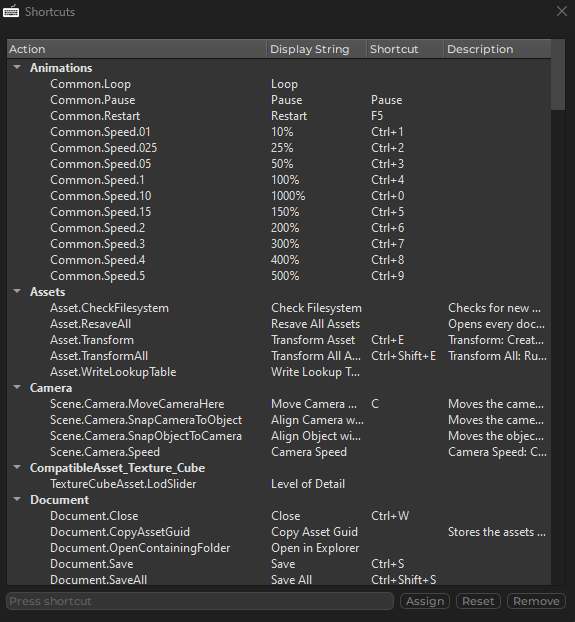 Shortcuts
Action Display String Shortcut Description
Animations
Common.Loop Loop
Common.Pause Pause Pause
Common.Restart Restart F5
Common.Speed.01 10% Ctrl+1
Common.Speed.025 25% Ctrl+2
Common.Speed.05 50% Ctrl+3
Common.Speed.1 100% Ctrl+4
Common.Speed.10 1000% Ctrl+0
Common.Speed.15 150% Ctrl+5
Common.Speed.2 200% Ctrl+6
Common.Speed.3 300% Ctrl+7
Common.Speed.4 400% Ctrl+8
Common.Speed.5 500% Ctrl+9
Assets
Asset.CheckFilesystem Check Filesystem Checks for new ...
Asset.ResaveAll Resave All Assets Opens every doc...
Asset.Transform Transform Asset Ctrl+E Transform: Creat...
Asset.TransformAll Transform All A... Ctrl+Shift+E Transform All: Ru...
Asset.WriteLookupTable Write Lookup T...
Camera
Scene.Camera.MoveCameraHere Move Camera ... C Moves the came...
Scene.Camera.SnapCameraToObject Align Camera w... Moves the came...
Scene.Camera.SnapObjectToCamera Align Object wi... Moves the objec...
Scene.Camera.Speed Camera Speed Camera Speed: C...
CompatibleAsset_Texture_Cube
TextureCubeAsset.LodSlider Level of Detail
Document
Document.Close Close Ctrl+W
Document.CopyAssetGuid Copy Asset Guid Stores the assets ...
Document.OpenContainingFolder Open in Explorer
Document.Save Save Ctrl+S
Document.SaveAll Save All Ctrl+Shift+S
Press shortcut Assign Reset Remove